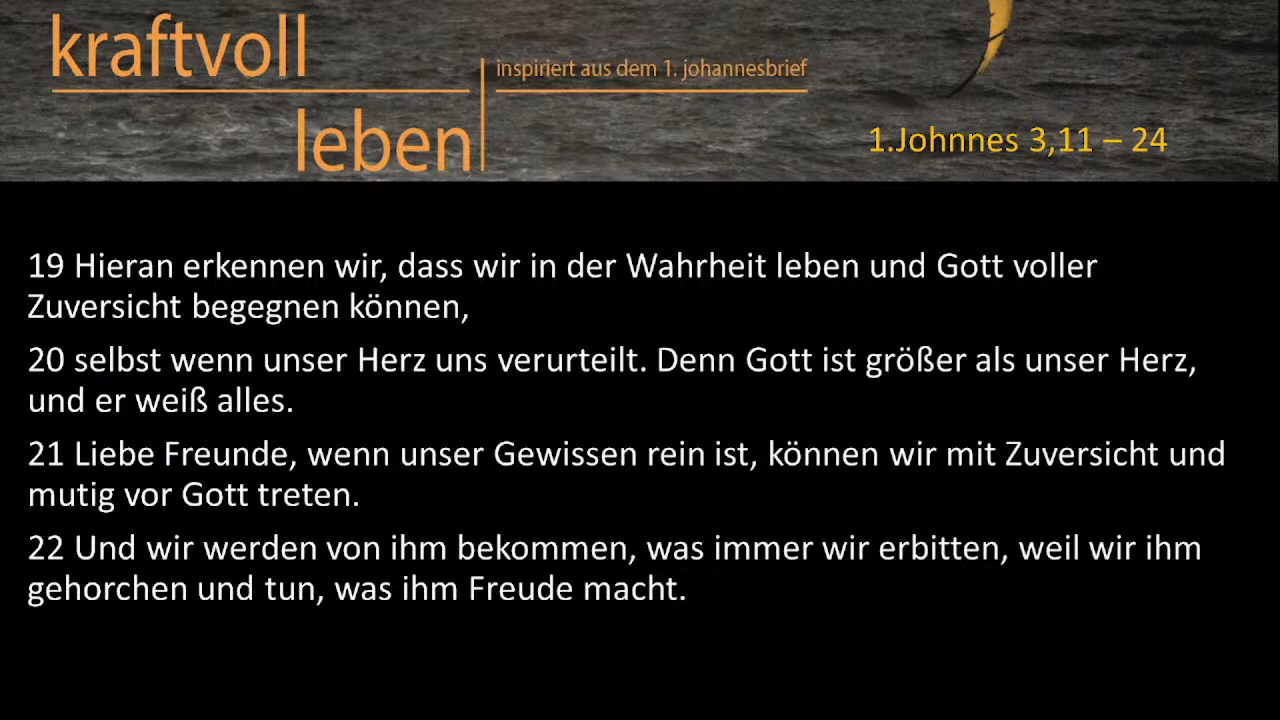 kraftvoll
leben
inspiriert aus dem 1. johannesbrief
1.Johnnes 3,11 – 24
19 Hieran erkennen wir, dass wir in der Wahrheit leben und Gott voller
Zuversicht begegnen können,
20 selbst wenn unser Herz uns verurteilt. Denn Gott ist größer als unser Herz,
und er weiß alles.
21 Liebe Freunde, wenn unser Gewissen rein ist, können wir mit Zuversicht und
mutig vor Gott treten.
22 Und wir werden von ihm bekommen, was immer wir erbitten, weil wir ihm
gehorchen und tun, was ihm Freude macht.